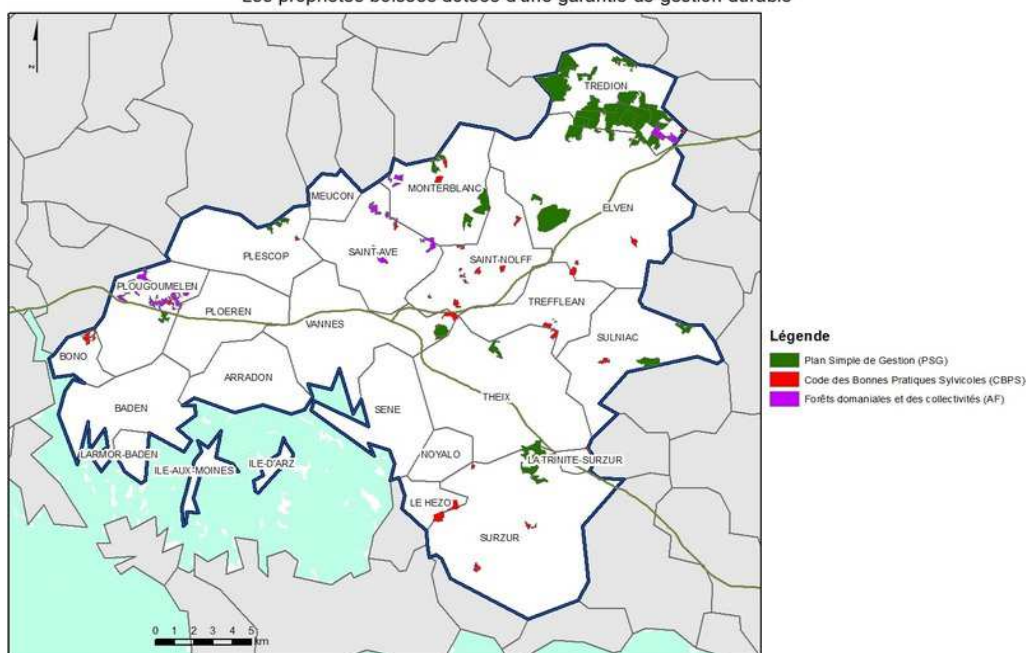 Les propriétés boisées dotées d'une garantie de gestion durable
N
TREDION
MEUCON
MONTERBLANC
ELVEN
PLESCOP
SAINT-AVE
SAINT-NOLFF
PLOUGOUMELEN
PLOEREN
VANNES
TREFFLEAN
SULNIAC
BONO
ARRADON
BADEN
SENE
THEIX
LARMOR-BADEN
ILE-AUX-MOINES
ILE-D'ARZ
NOYALO
LA TRINITE-SURZUR
LE HEZO
SURZUR
0 1 2 3 4 5
km
Légende
Plan Simple de Gestion (PSG)
Code des Bonnes Pratiques Sylvicoles (CBPS)
Forêts domaniales et des collectivités (AF)